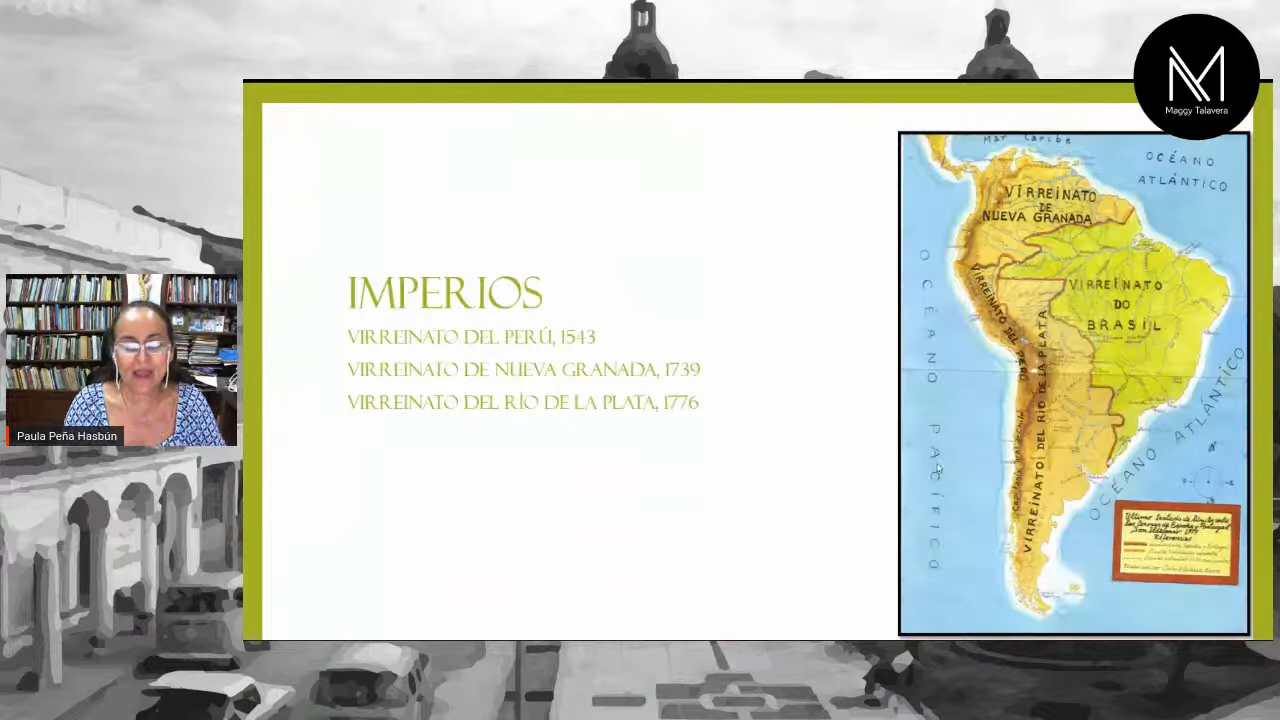 Maggy Talavera
IMPERIOS
VIRREINATO DEL PERÚ, 1543
VIRREINATO DE NUEVA GRANADA, 1739
VIRREINATO DEL RÍO DE LA PLATA, 1776
Paula Peña Hasbún
Mar Caribe
OCÉANO
ATLÁNTICO
VIRREINATO
DE
NUEVA GRANADA
VIRREINATO
DO
BRASIL
VIRREINATO DEL PERÚ
VIRREINATO DEL RÍO DE LA PLATA
OCÉANO PACÍFICO
OCÉANO ATLÁNTICO